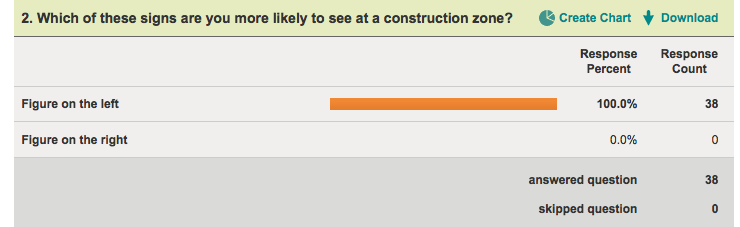 2. Which of these signs are you more likely to see at a construction zone? Create Chart Download
Response Percent Response Count
Figure on the left 100.0% 38
Figure on the right 0.0% 0
answered question 38
skipped question 0